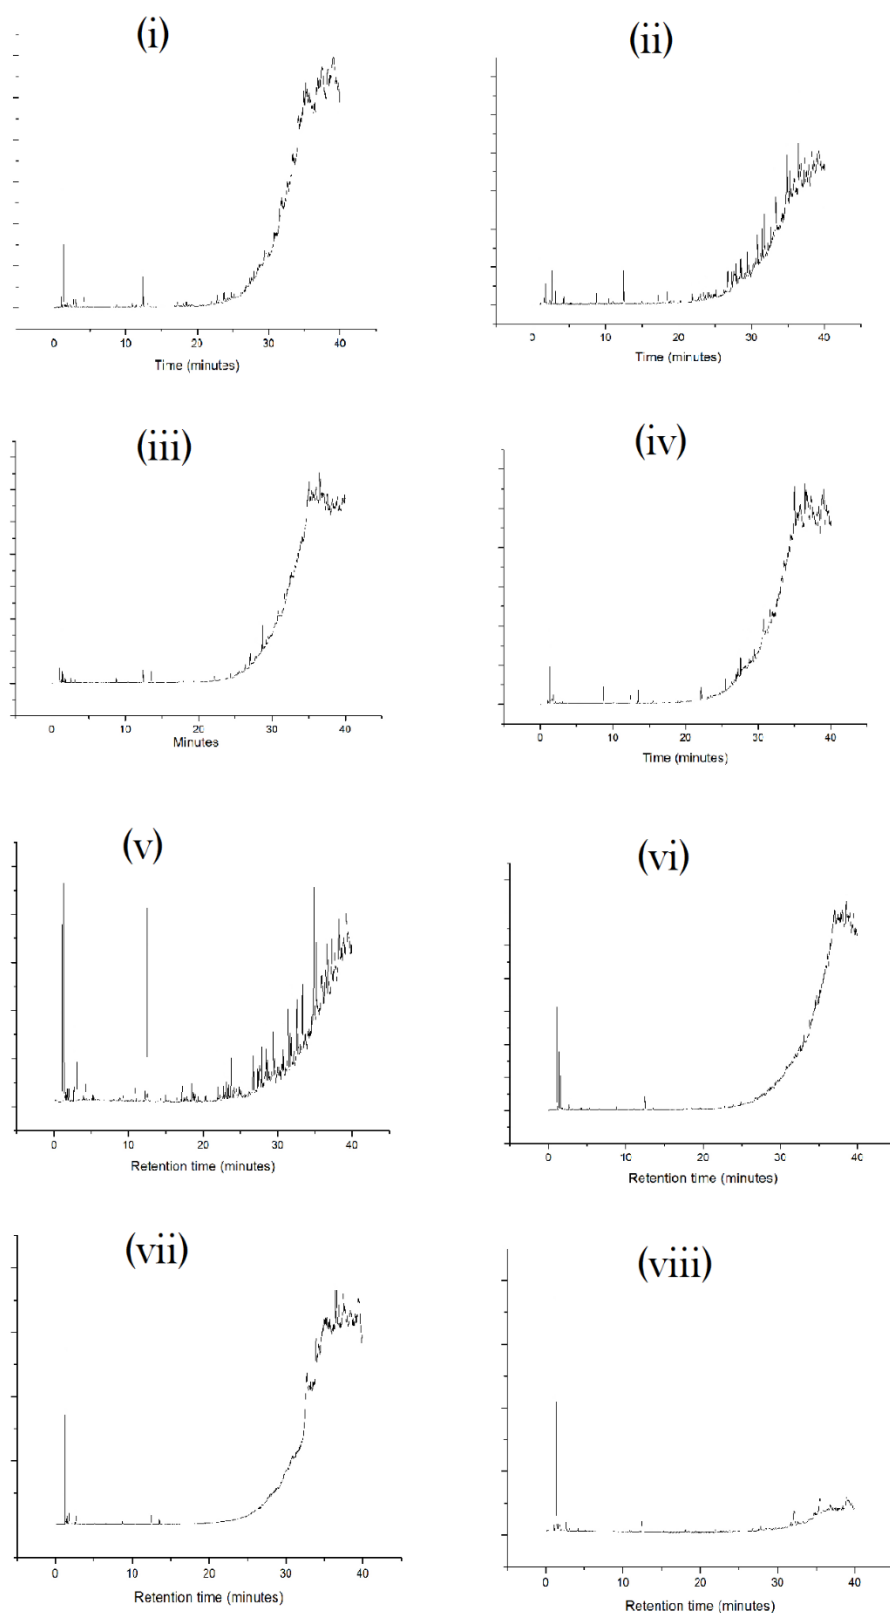 (i)
0 10 20 30 40
Time (minutes)
(ii)
0 10 20 30 40
Time (minutes)
(iii)
0 10 20 30 40
Minutes
(iv)
0 10 20 30 40
Time (minutes)
(v)
0 10 20 30 40
Retention time (minutes)
(vi)
0 10 20 30 40
Retention time (minutes)
(vii)
0 10 20 30 40
Retention time (minutes)
(viii)
0 10 20 30 40
Retention time (minutes)